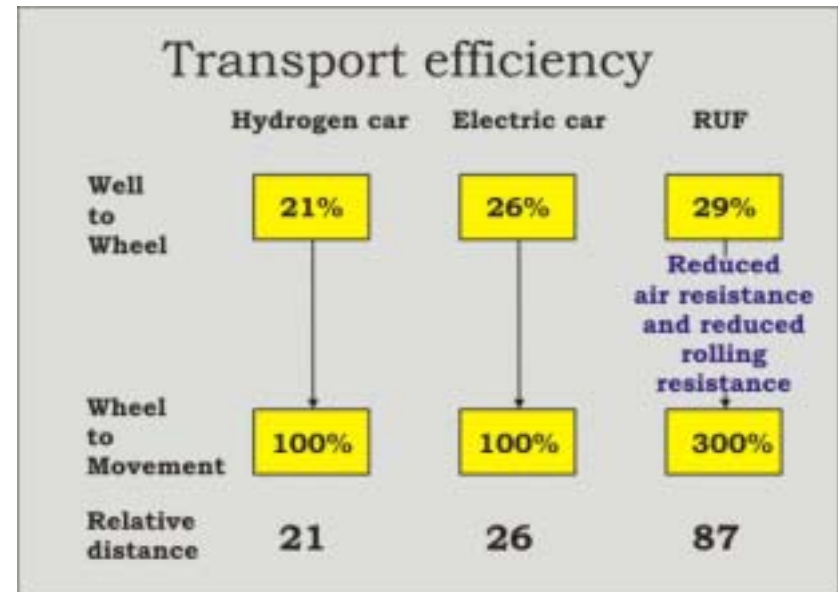 Transport efficiency
Hydrogen car Electric car RUF
Well
to
Wheel
21% 26% 29%
Reduced
air resistance
and reduced
rolling
resistance
Wheel
to
Movement
100% 100% 300%
Relative
distance
21 26 87